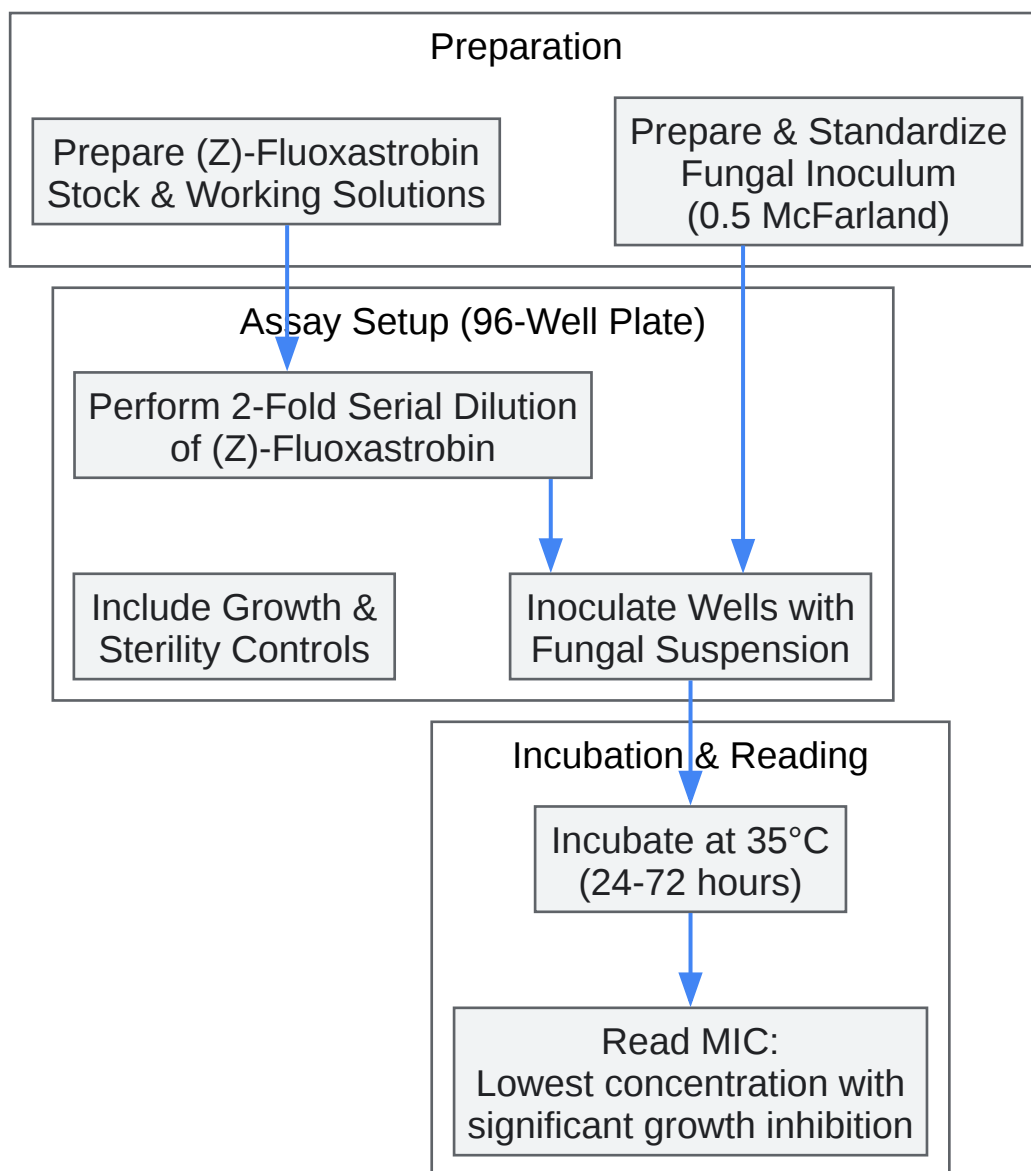 Preparation
Prepare (Z)-Fluoxastrobin
Stock & Working Solutions
Prepare & Standardize
Fungal Inoculum
(0.5 McFarland)
Assay Setup (96-Well Plate)
Perform 2-Fold Serial Dilution
of (Z)-Fluoxastrobin
Include Growth &
Sterility Controls
Inoculate Wells with
Fungal Suspension
Incubation & Reading
Incubate at 35°C
(24-72 hours)
Read MIC:
Lowest concentration with
significant growth inhibition